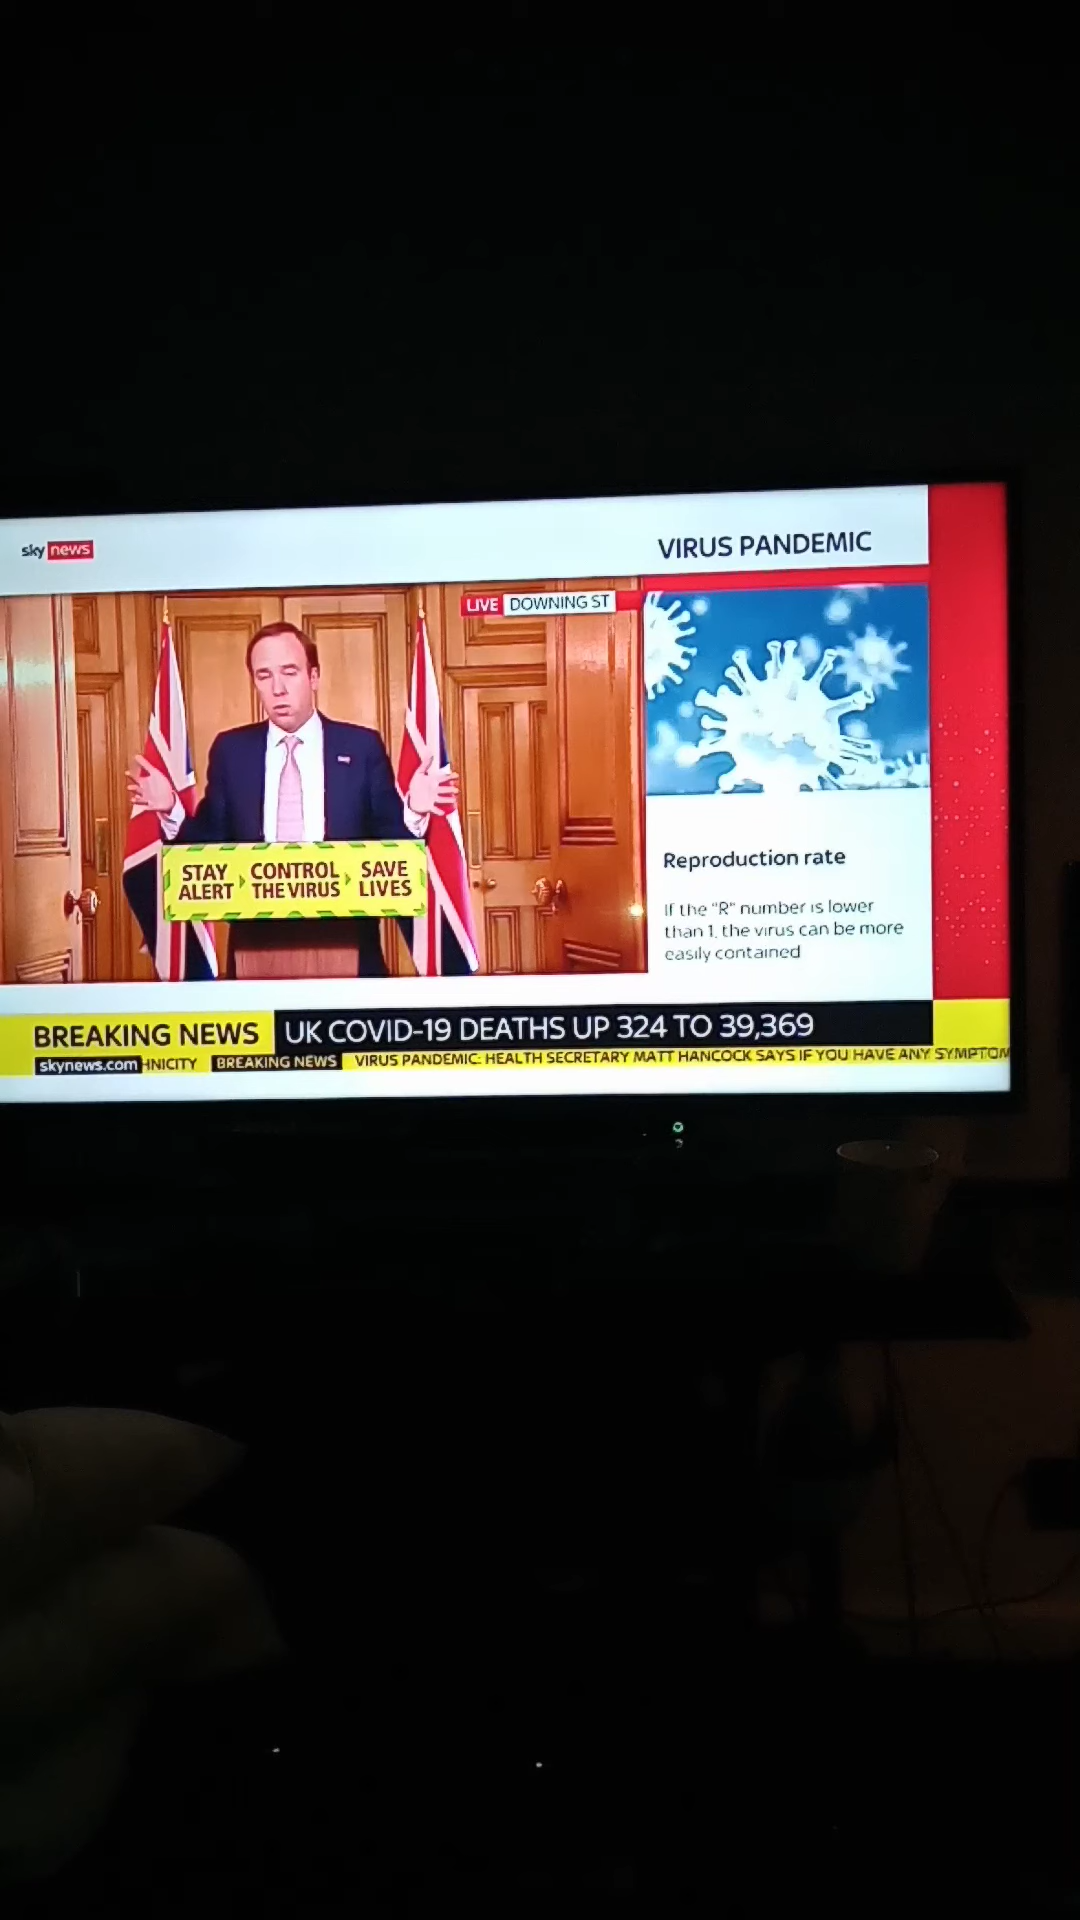 sky news
VIRUS PANDEMIC
LIVE DOWNING ST
STAY ALERT
CONTROL THE VIRUS
SAVE LIVES
Reproduction rate
If the "R" number is lower
than 1, the virus can be more
easily contained
BREAKING NEWS UK COVID-19 DEATHS UP 324 TO 39,369
skynews.com HNICITY BREAKING NEWS VIRUS PANDEMIC: HEALTH SECRETARY MATT HANCOCK SAYS IF YOU HAVE ANY SYMPTOM